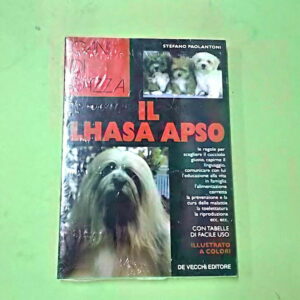 STEFANO PAOLANTONI
CANI
DI
RAZZA
IL
LHASA APSO
le regole per
scegliere il cucciolo
giusto, capirne il
linguaggio,
comunicare con lui
l'educazione alla vita
in famiglia
l'alimentazione
corretta
la prevenzione e la
cura delle malattie
la toelettatura
la riproduzione
ecc. ecc.
CON TABELLE
DI FACILE USO
ILLUSTRATO
A COLORI
DE VECCHI EDITORE